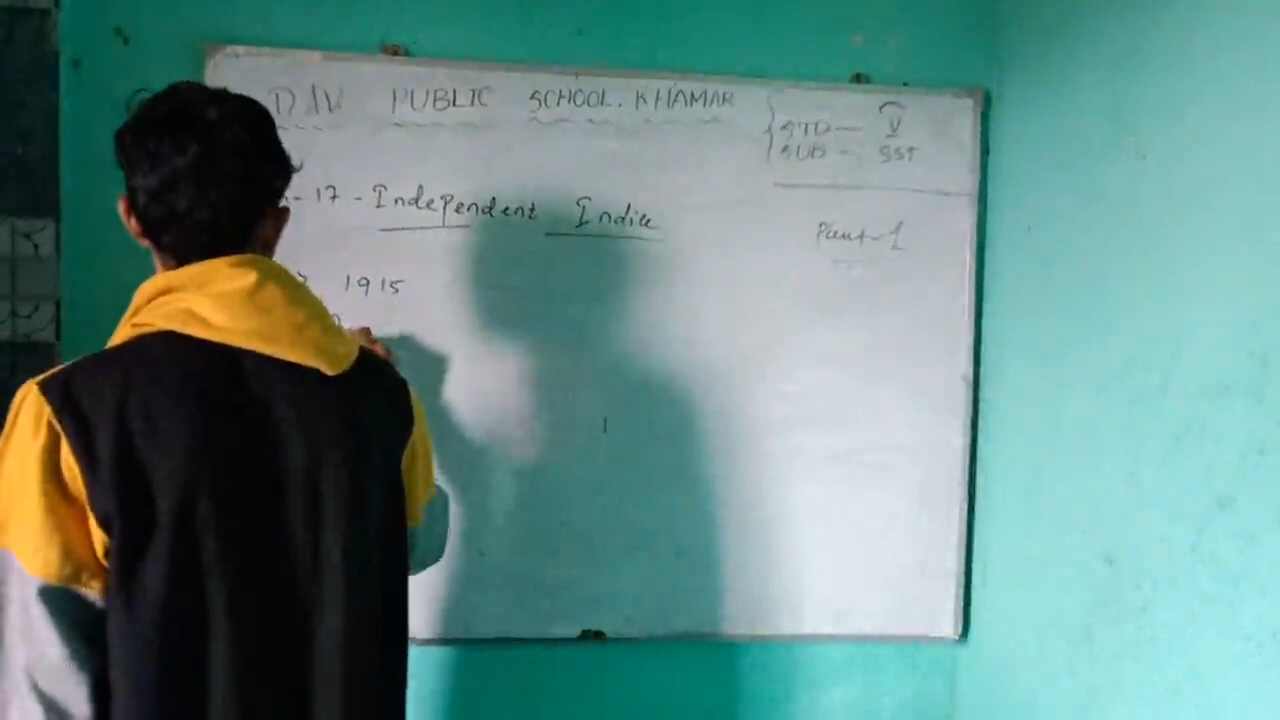 DAV PUBLIC SCHOOL. KHAMAR
STD - V
SUB - SST
- 17 - Independent India
Part-1
1915